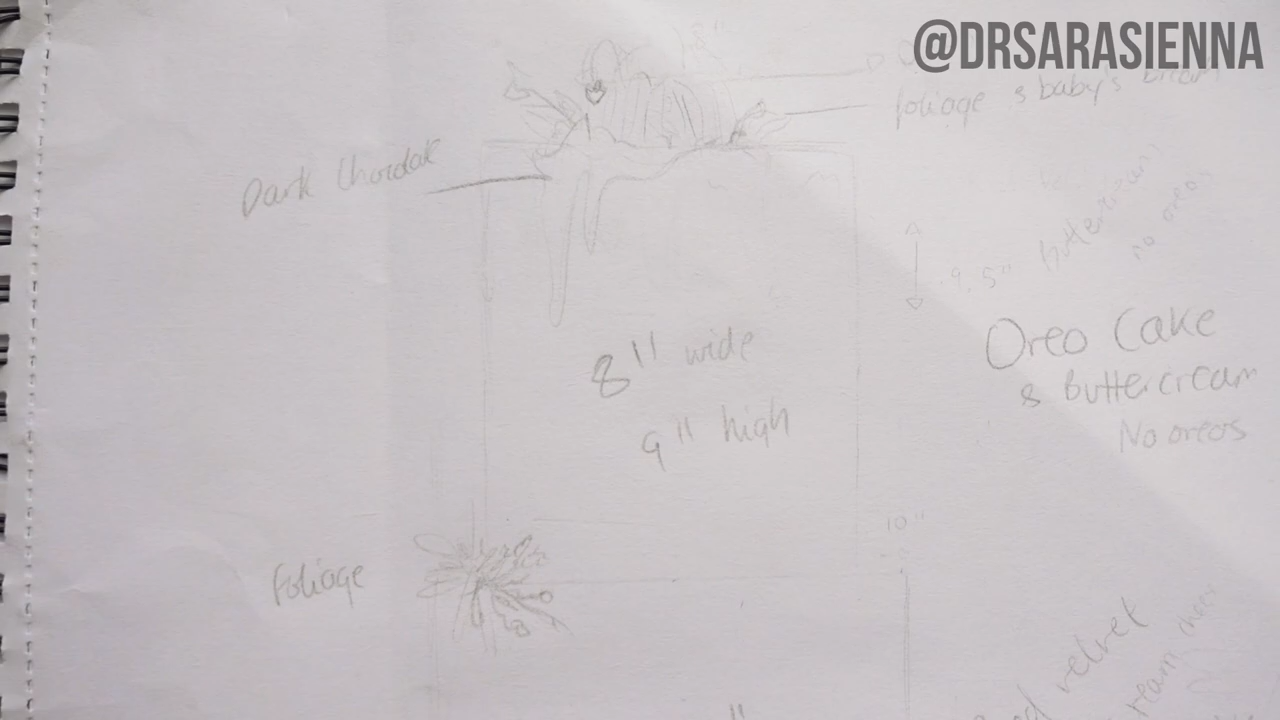 @DRSARASIENNA
8"
foliage & baby's breath
Dark Chocolate
9.5" buttercream
no oreos
Oreo Cake
& Buttercream
No oreos
8" wide
9" high
10"
Foliage
velvet